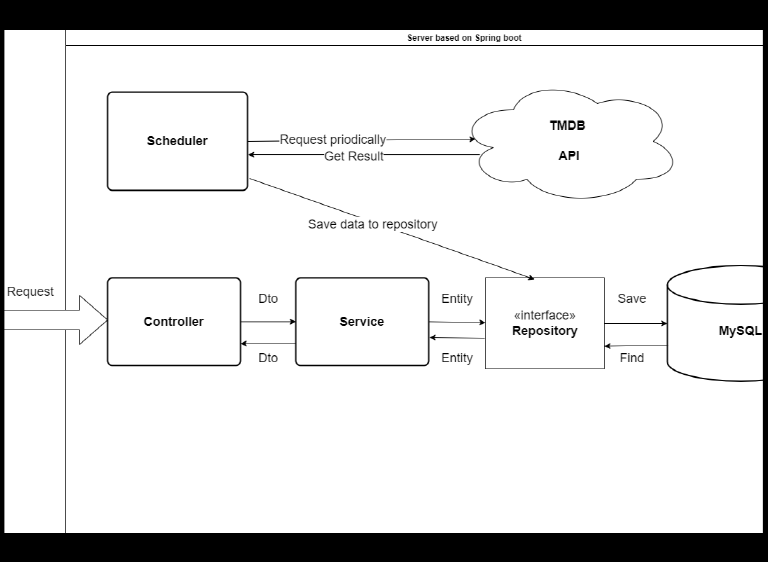 Server based on Spring boot
Scheduler
Request priodically
Get Result
TMDB
API
Save data to repository
Request
Controller
Dto
Dto
Service
Entity
Entity
«interface»
Repository
Save
Find
MySQL